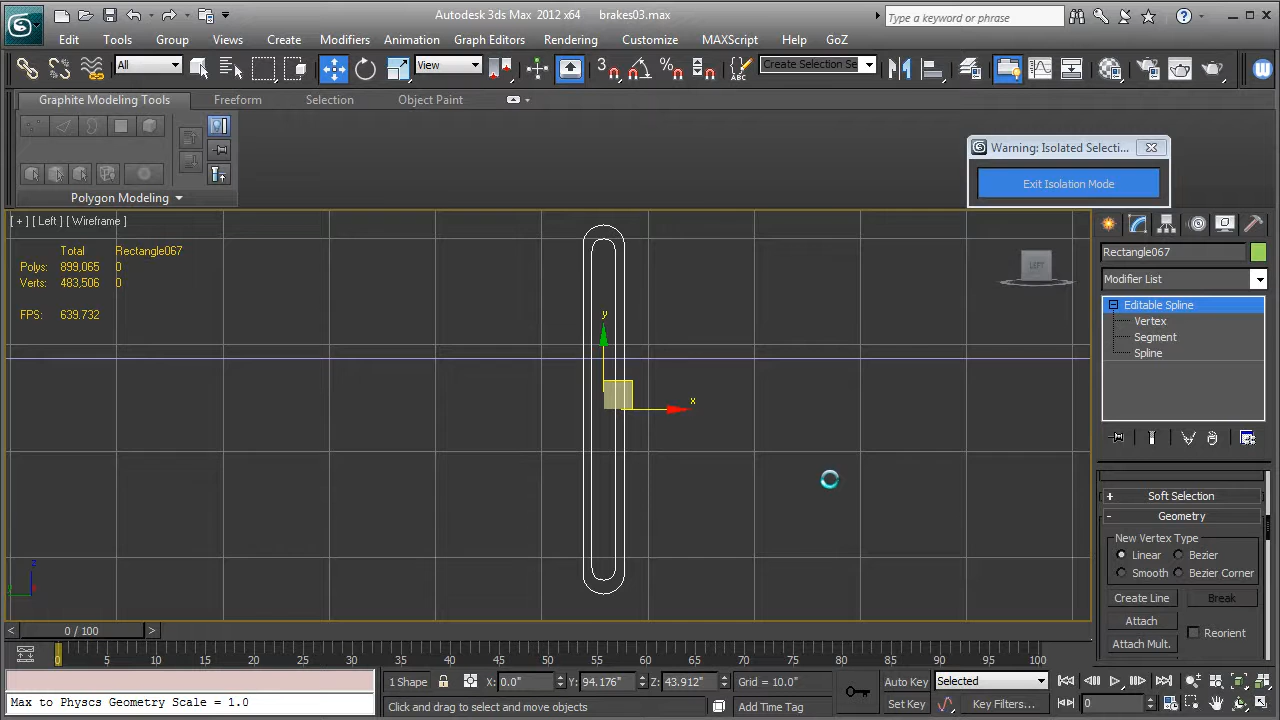 Autodesk 3ds Max 2012 x64 brakes03.max
Type a keyword or phrase
Edit Tools Group Views Create Modifiers Animation Graph Editors Rendering Customize MAXScript Help GoZ
All View Create Selection Se
Graphite Modeling Tools Freeform Selection Object Paint
Warning: Isolated Selecti...
Exit Isolation Mode
Polygon Modeling
[ + ] [ Left ] [ Wireframe ]
Total Rectangle067
Polys: 899,065 0
Verts: 483,506 0
FPS: 639.732
LEFT
y
x
z
Rectangle067
Modifier List
Editable Spline
Vertex
Segment
Spline
Soft Selection
Geometry
New Vertex Type
Linear Bezier
Smooth Bezier Corner
Create Line Break
Attach
Reorient
Attach Mult.
0 / 100
0 5 10 15 20 25 30 35 40 45 50 55 60 65 70 75 80 85 90 95 100
1 Shape X: 0.0" Y: 94.176" Z: 43.912" Grid = 10.0" Auto Key Selected
Max to Physcs Geometry Scale = 1.0
Click and drag to select and move objects Add Time Tag Set Key Key Filters... 0